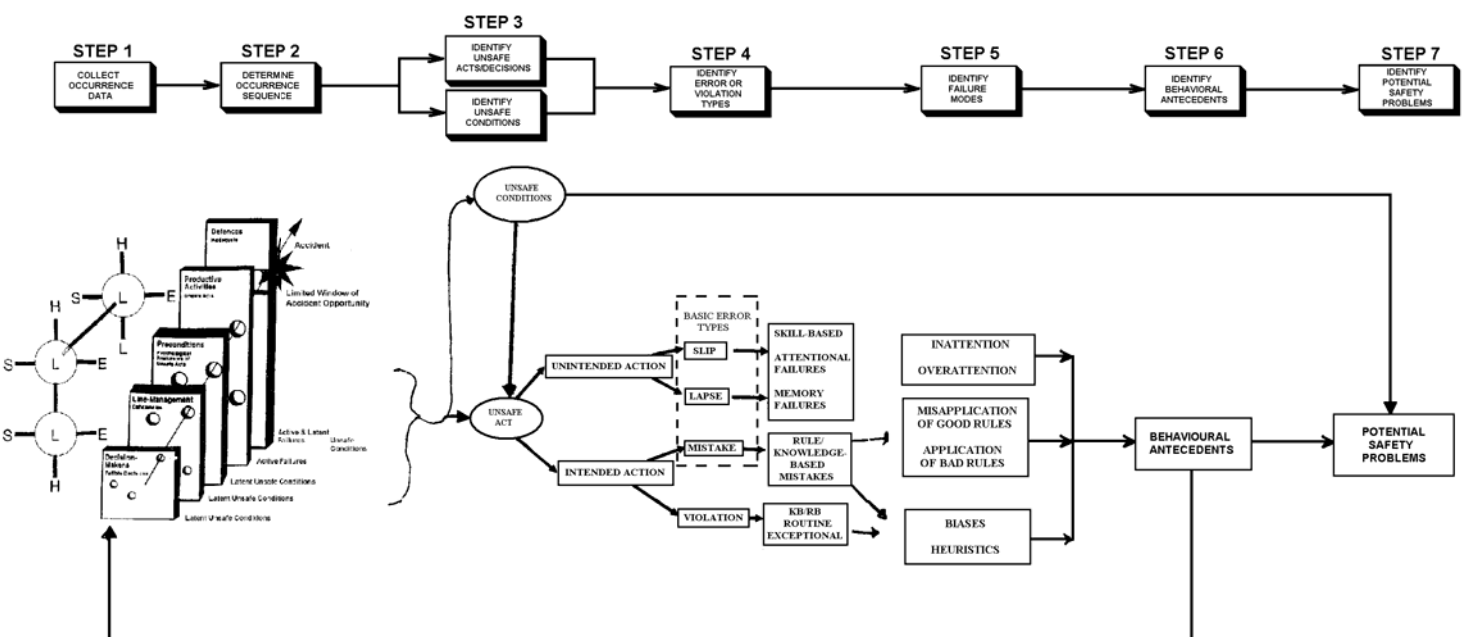 STEP 1
COLLECT
OCCURRENCE
DATA
STEP 2
DETERMINE
OCCURRENCE
SEQUENCE
STEP 3
IDENTIFY
UNSAFE
ACTS/DECISIONS
IDENTIFY
UNSAFE
CONDITIONS
STEP 4
IDENTIFY
ERROR OR
VIOLATION
TYPES
STEP 5
IDENTIFY
FAILURE
MODES
STEP 6
IDENTIFY
BEHAVIORAL
ANTECEDENTS
STEP 7
IDENTIFY
POTENTIAL
SAFETY
PROBLEMS
H
S
L
E
L
H
S
L
E
S
L
E
H
Defences
Accident
Limited Window of
Accident Opportunity
Productive
Activities
Preconditions
Psychological
Precursors of
Unsafe Acts
Line-Management
Deficiencies
Decision-
Makers
Active & Latent
Failures
Unsafe
Conditions
Active Failures
Latent Unsafe Conditions
Latent Unsafe Conditions
Latent Unsafe Conditions
UNSAFE
CONDITIONS
UNSAFE
ACT
UNINTENDED ACTION
INTENDED ACTION
BASIC ERROR
TYPES
SLIP
LAPSE
MISTAKE
VIOLATION
SKILL-BASED
ATTENTIONAL
FAILURES
MEMORY
FAILURES
RULE/
KNOWLEDGE-
BASED
MISTAKES
KB/RB
ROUTINE
EXCEPTIONAL
INATTENTION
OVERATTENTION
MISAPPLICATION
OF GOOD RULES
APPLICATION
OF BAD RULES
BIASES
HEURISTICS
BEHAVIOURAL
ANTECEDENTS
POTENTIAL
SAFETY
PROBLEMS